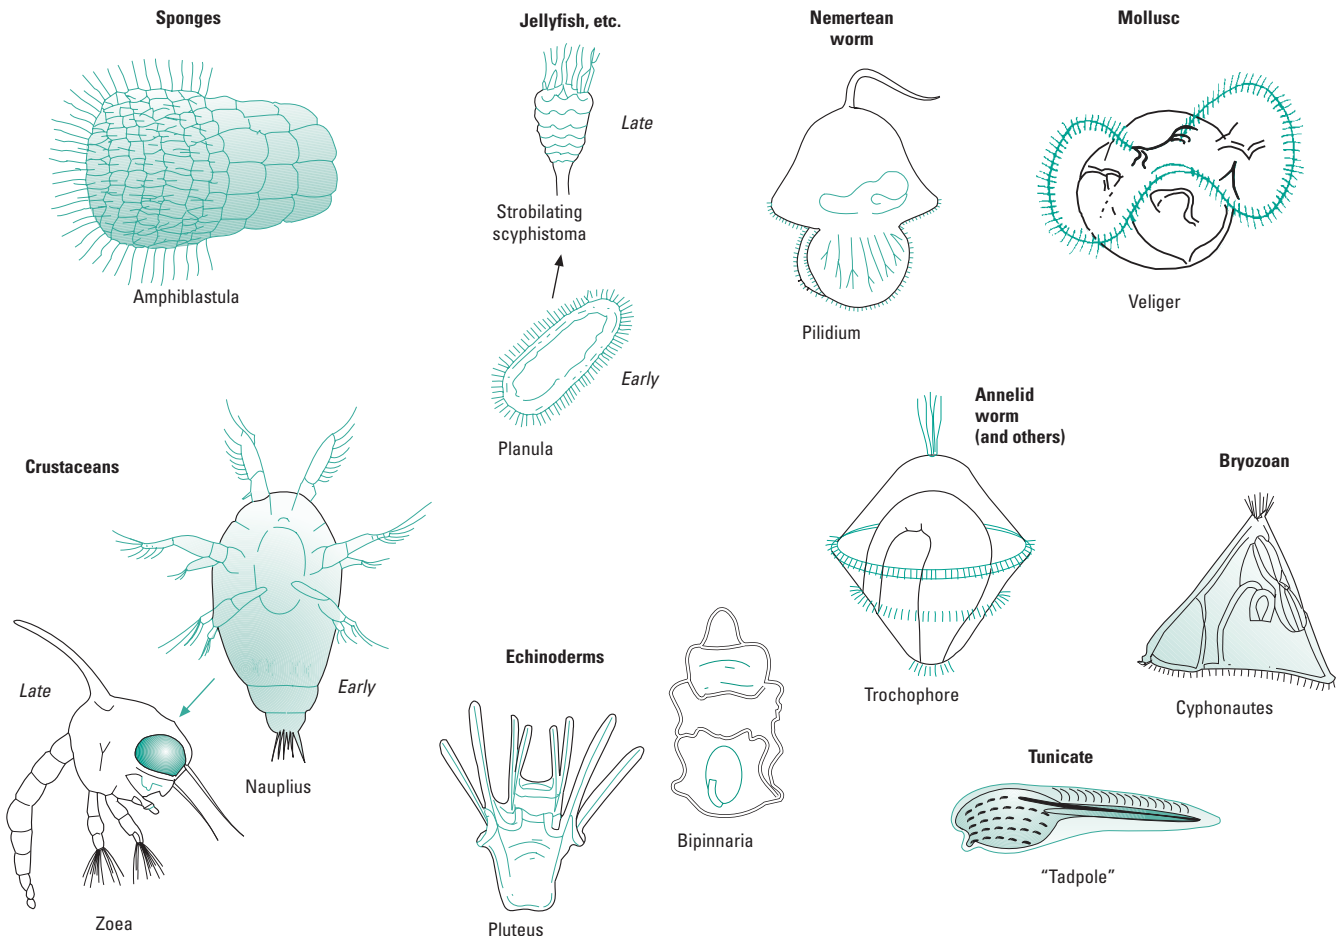 Sponges
Amphiblastula
Jellyfish, etc.
Late
Strobilating
scyphistoma
Early
Planula
Nemertean
worm
Pilidium
Mollusc
Veliger
Crustaceans
Late
Early
Nauplius
Zoea
Echinoderms
Pluteus
Bipinnaria
Annelid
worm
(and others)
Trochophore
Bryozoan
Cyphonautes
Tunicate
“Tadpole”